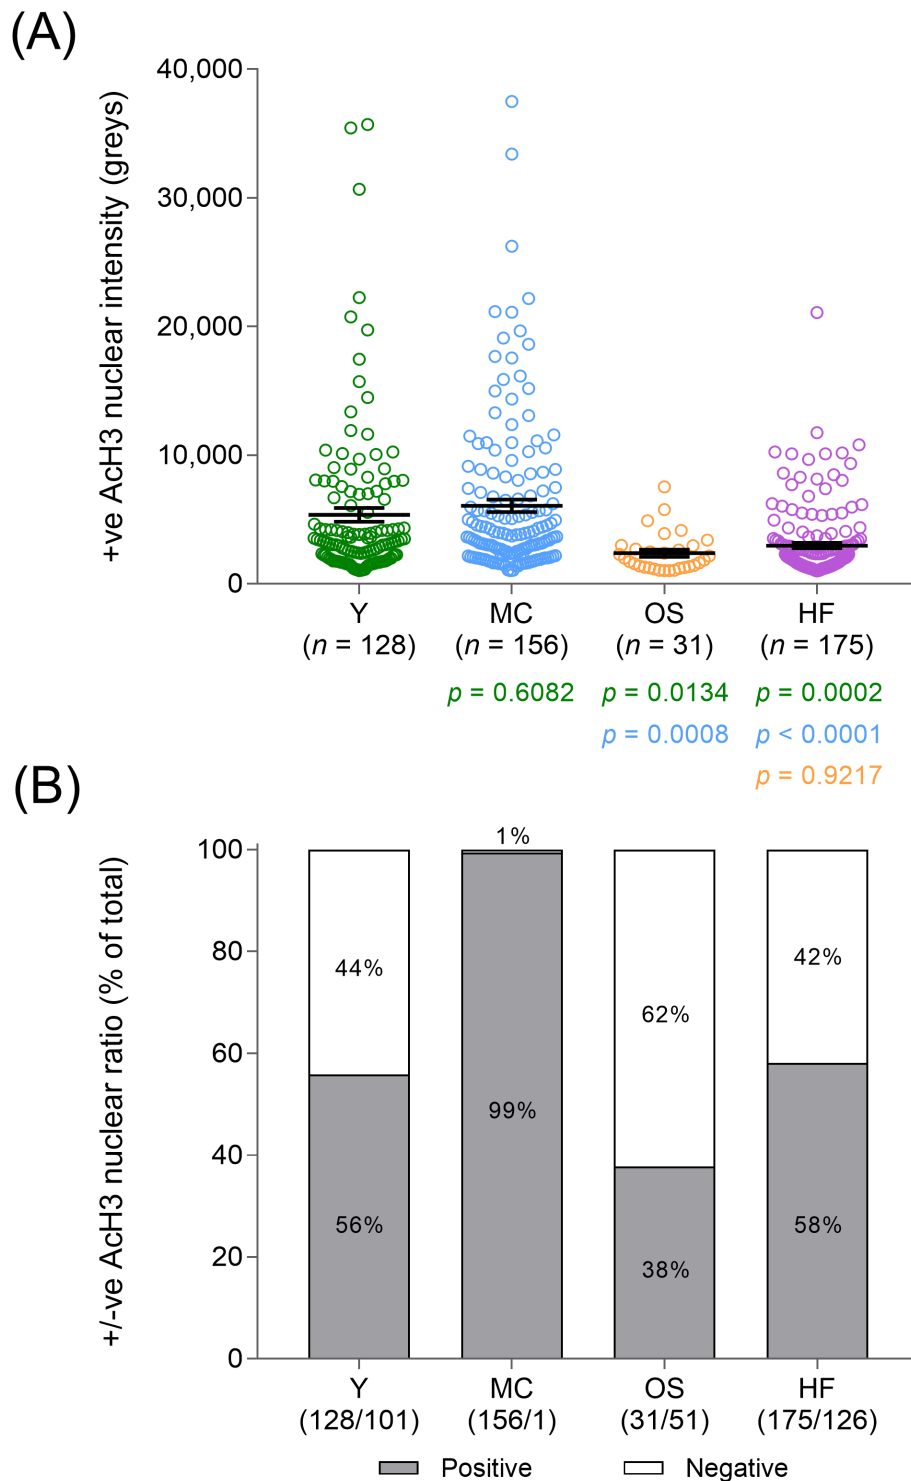 (A)
+ve AcH3 nuclear intensity (greys)
40,000
30,000
20,000
10,000
0
Y MC OS HF
(n = 128) (n = 156) (n = 31) (n = 175)
p = 0.6082 p = 0.0134 p = 0.0002
p = 0.0008 p < 0.0001
p = 0.9217
(B)
+/-ve AcH3 nuclear ratio (% of total)
100
80
60
40
20
0
1%
44% 62% 42%
56% 99% 38% 58%
Y MC OS HF
(128/101) (156/1) (31/51) (175/126)
Positive Negative